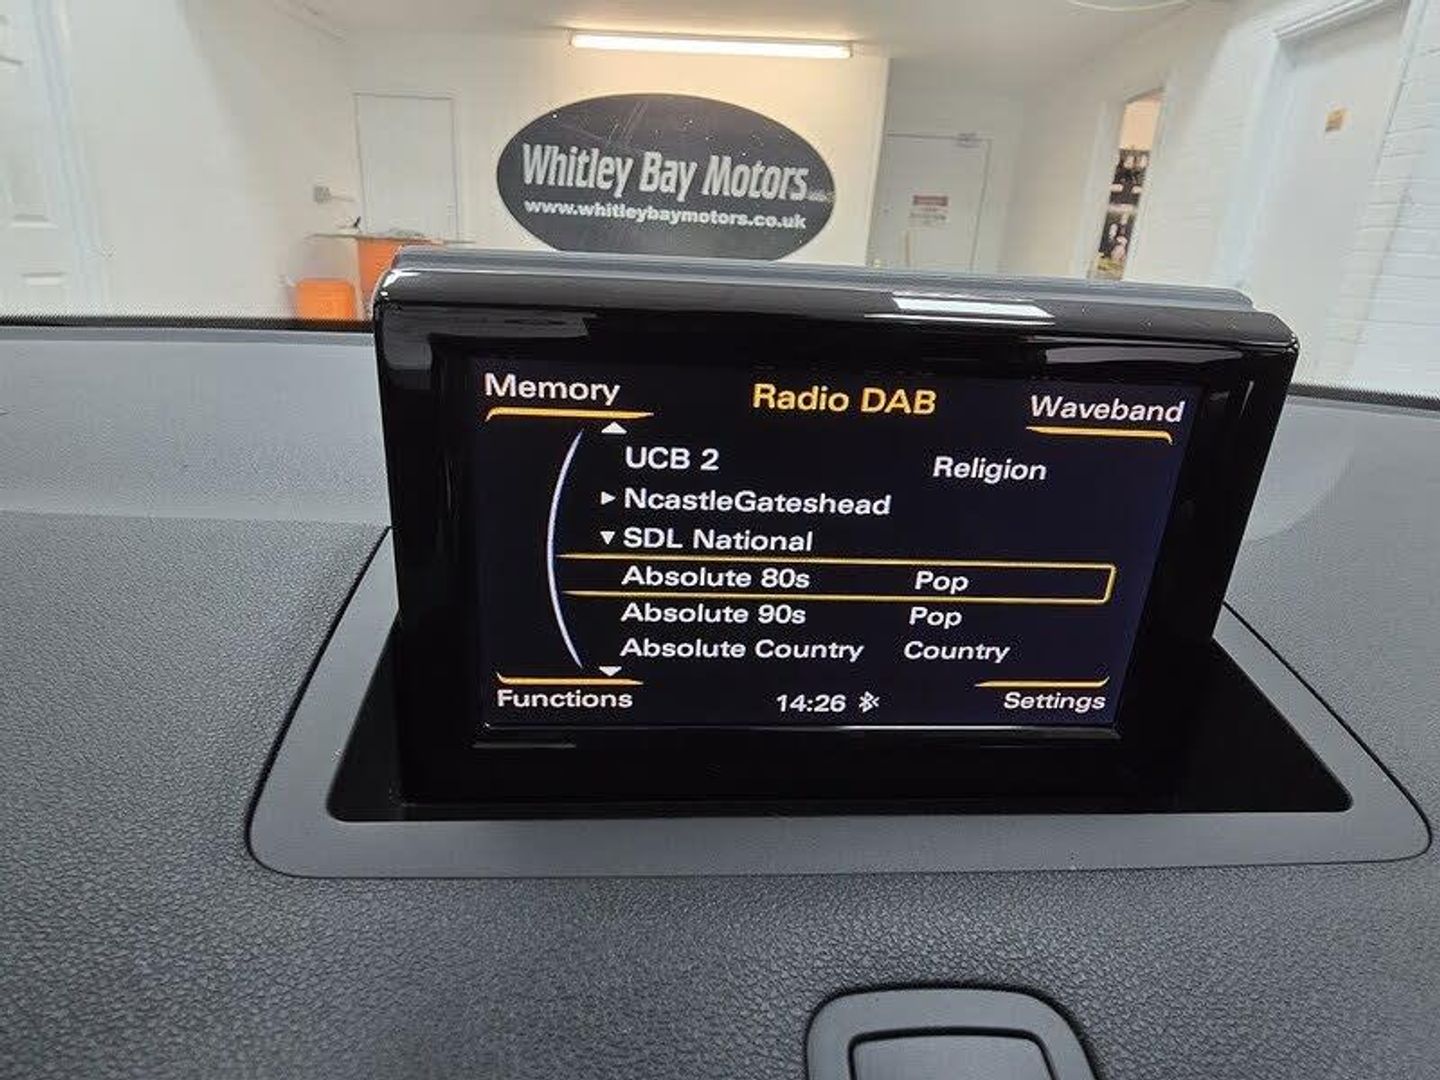 Whitley Bay Motors
www.whitleybaymotors.co.uk
Memory
Radio DAB
Waveband
UCB 2 Religion
NcastleGateshead
SDL National
Absolute 80s Pop
Absolute 90s Pop
Absolute Country Country
Functions
14:26
Settings